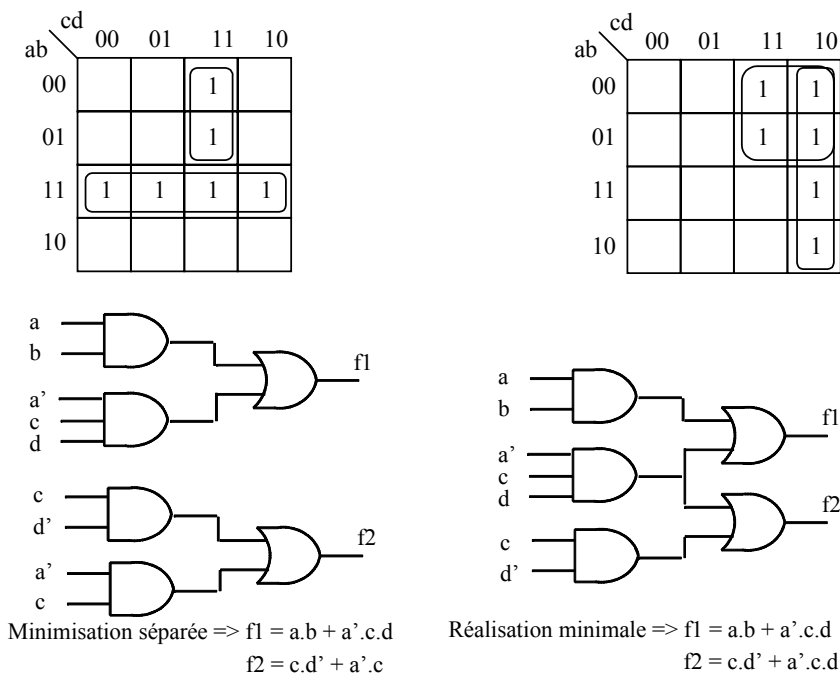 cd
ab
00 01 11 10
00 1
01 1
11 1 1 1 1
10
cd
ab
00 01 11 10
00 1 1
01 1 1
11 1
10 1
a
b
a’
c
d
f1
c
d’
a’
c
f2
Minimisation séparée => f1 = a.b + a’.c.d
f2 = c.d’ + a’.c
a
b
a’
c
d
c
d’
f1
f2
Réalisation minimale => f1 = a.b + a’.c.d
f2 = c.d’ + a’.c.d